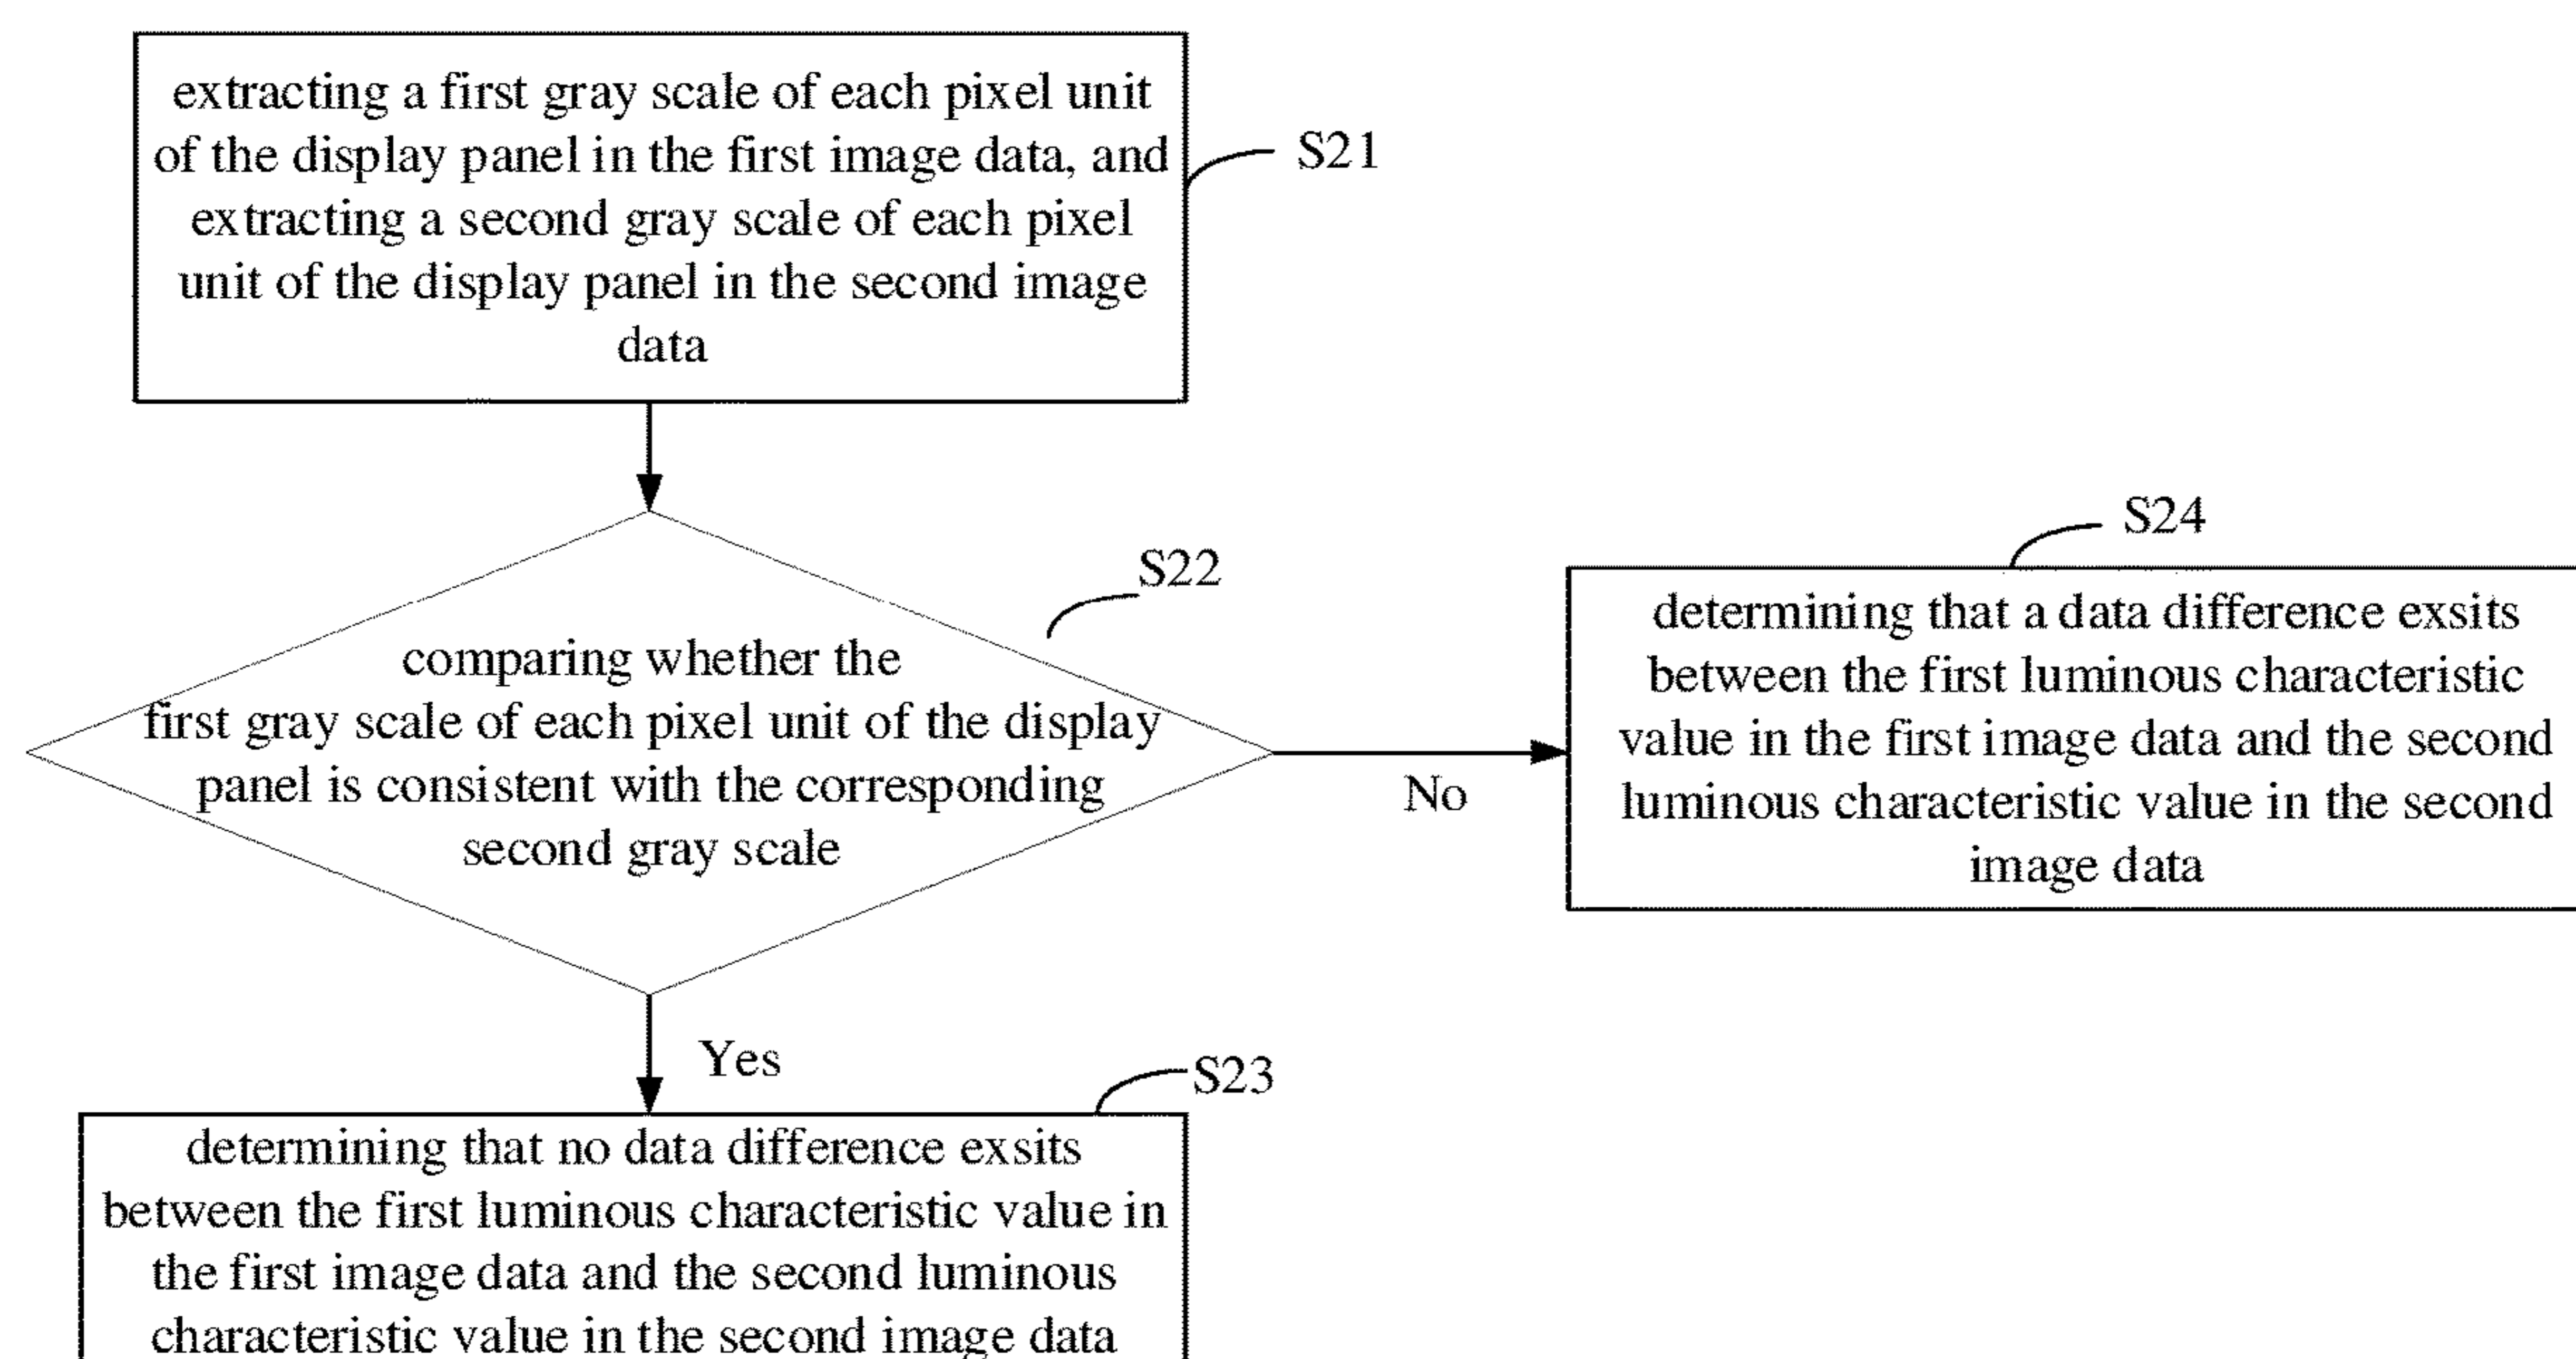 extracting a first gray scale of each pixel unit
of the display panel in the first image data, and
extracting a second gray scale of each pixel
unit of the display panel in the second image
data
S21
S22
comparing whether the
first gray scale of each pixel unit of the display
panel is consistent with the corresponding
second gray scale
No
S24
determining that a data difference exsits
between the first luminous characteristic
value in the first image data and the second
luminous characteristic value in the second
image data
Yes
S23
determining that no data difference exsits
between the first luminous characteristic value in
the first image data and the second luminous
characteristic value in the second image data